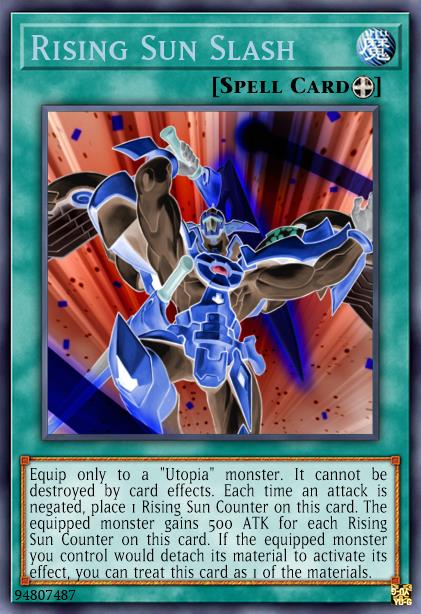 Rising Sun Slash
魔
[Spell Card]
Equip only to a "Utopia" monster. It cannot be
destroyed by card effects. Each time an attack is
negated, place 1 Rising Sun Counter on this card. The
equipped monster gains 500 ATK for each Rising
Sun Counter on this card. If the equipped monster
you control would detach its material to activate its
effect, you can treat this card as 1 of the materials.
94807487